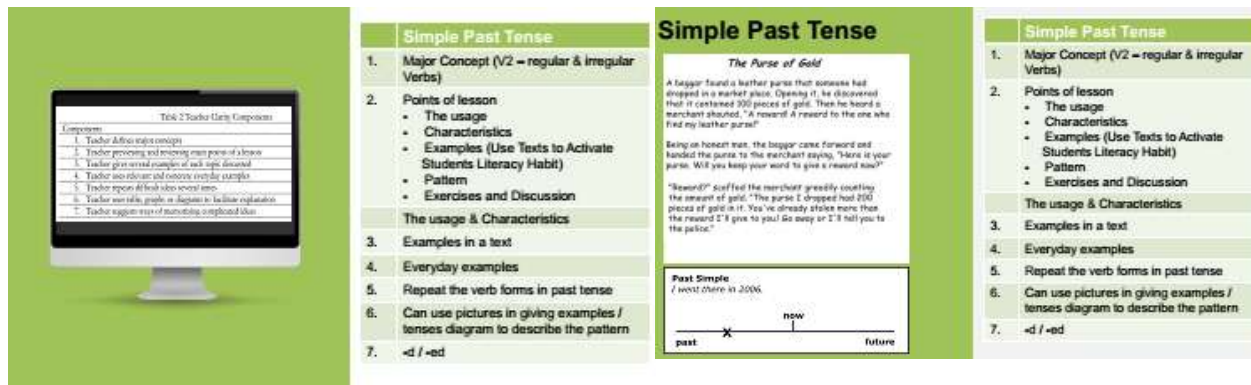 Table 2 Teacher Clarity Components
Components
1. Teacher defines major concepts
2. Teacher previewing and reviewing main points of a lesson
3. Teacher gives several examples of each topic discussed
4. Teacher uses relevant and concrete everyday examples
5. Teacher repeats difficult ideas several times
6. Teacher uses table, graphs or diagrams to facilitate explanation
7. Teacher suggests ways of memorizing complicated ideas
Simple Past Tense
1. Major Concept (V2 – regular & irregular
Verbs)
2. Points of lesson
• The usage
• Characteristics
• Examples (Use Texts to Activate
Students Literacy Habit)
• Pattern
• Exercises and Discussion
The usage & Characteristics
3. Examples in a text
4. Everyday examples
5. Repeat the verb forms in past tense
6. Can use pictures in giving examples /
tenses diagram to describe the pattern
7. -d / -ed
Simple Past Tense
The Purse of Gold
A beggar found a leather purse that someone had
dropped in a market place. Opening it, he discovered
that it contained 100 pieces of gold. Then he heard a
merchant shouted, "A reward! A reward to the one who
find my leather purse!"
Being an honest man, the beggar came forward and
handed the purse to the merchant saying, "Here is your
purse. Will you keep your word to give a reward now?"
"Reward?" scoffed the merchant greedily counting
the amount of gold. "The purse I dropped had 200
pieces of gold in it. You've already stolen more than
the reward I'll give to you! Go away or I'll tell you to
the police."
Past Simple
I went there in 2006.
now
X
past future
Simple Past Tense
1. Major Concept (V2 – regular & irregular
Verbs)
2. Points of lesson
• The usage
• Characteristics
• Examples (Use Texts to Activate
Students Literacy Habit)
• Pattern
• Exercises and Discussion
The usage & Characteristics
3. Examples in a text
4. Everyday examples
5. Repeat the verb forms in past tense
6. Can use pictures in giving examples /
tenses diagram to describe the pattern
7. -d / -ed